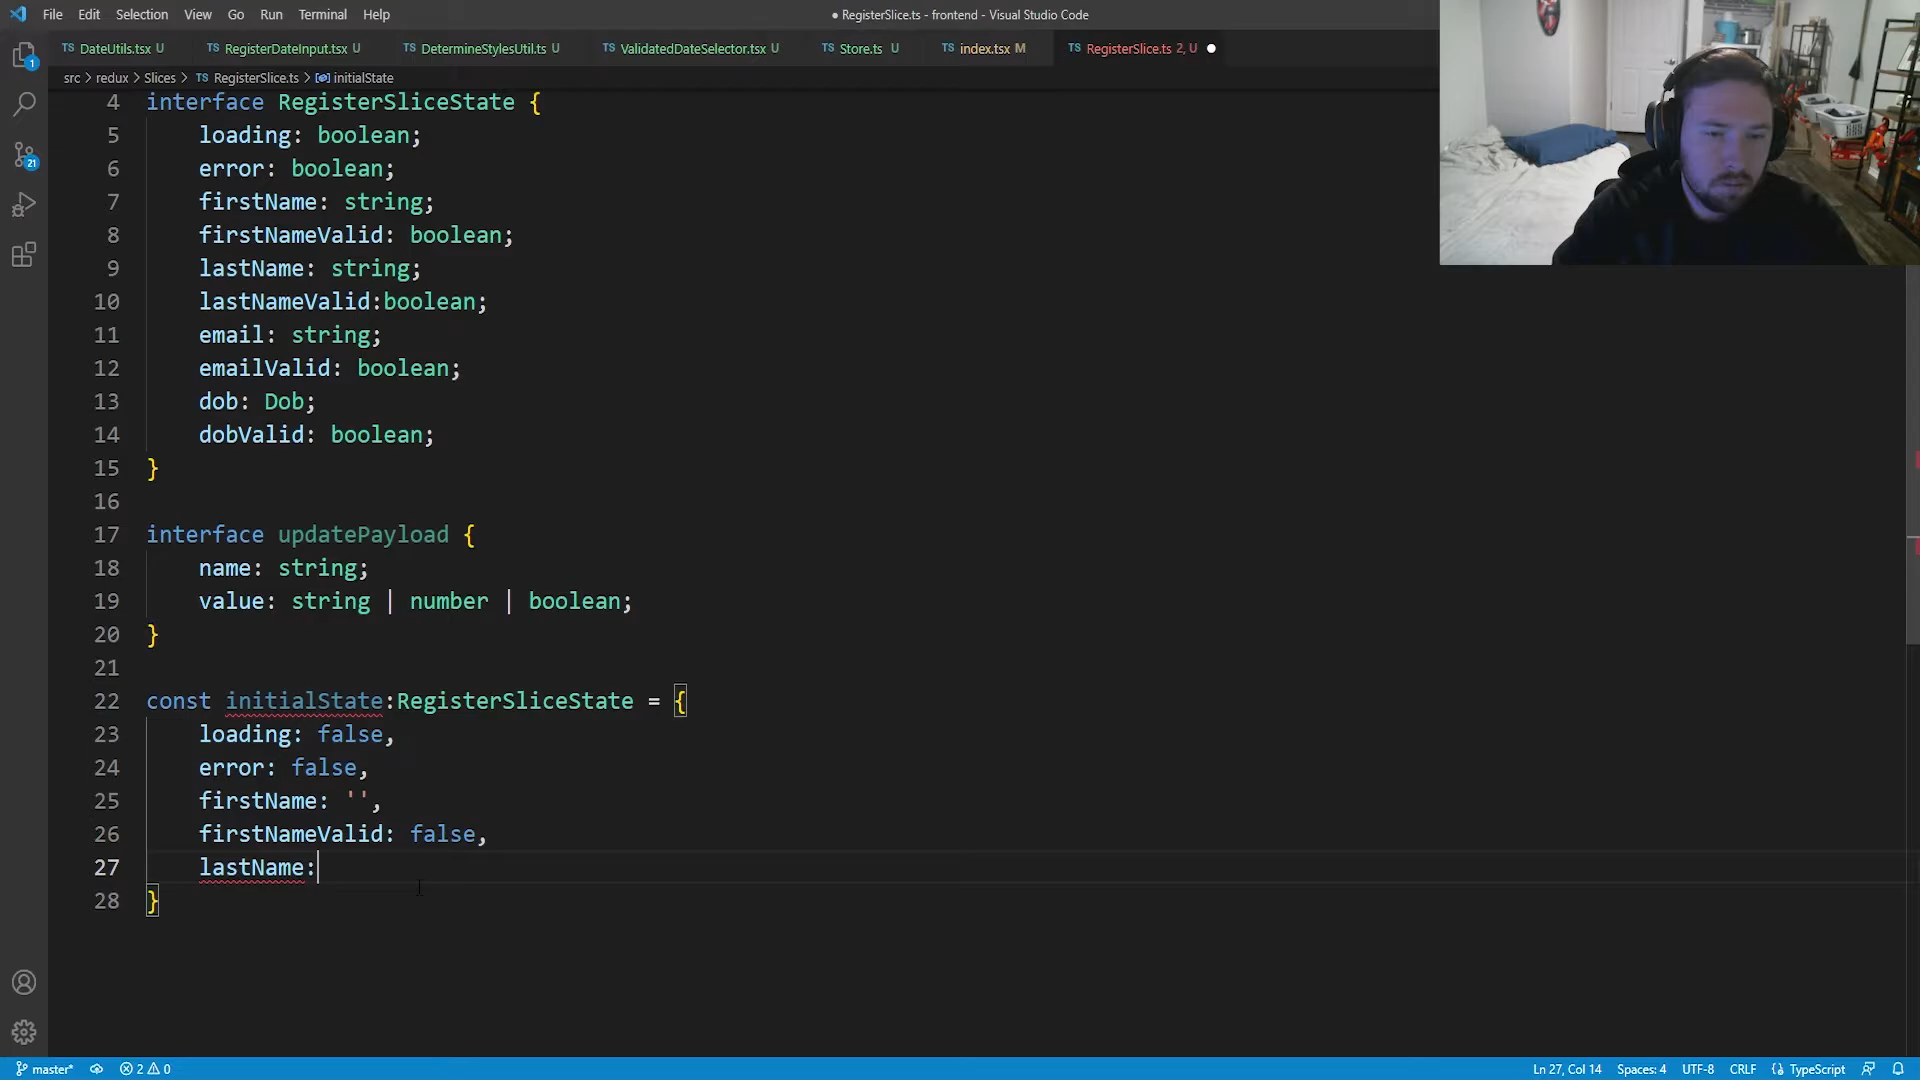 File Edit Selection View Go Run Terminal Help
● RegisterSlice.ts - frontend - Visual Studio Code
TS DateUtils.tsx U TS RegisterDateInput.tsx U TS DetermineStylesUtil.ts U TS ValidatedDateSelector.tsx U TS Store.ts U TS index.tsx M TS RegisterSlice.ts 2, U
src > redux > Slices > TS RegisterSlice.ts > initialState
4 interface RegisterSliceState {
5 loading: boolean;
6 error: boolean;
7 firstName: string;
8 firstNameValid: boolean;
9 lastName: string;
10 lastNameValid:boolean;
11 email: string;
12 emailValid: boolean;
13 dob: Dob;
14 dobValid: boolean;
15 }
16
17 interface updatePayload {
18 name: string;
19 value: string | number | boolean;
20 }
21
22 const initialState:RegisterSliceState = {
23 loading: false,
24 error: false,
25 firstName: '',
26 firstNameValid: false,
27 lastName:
28 }
1
21
master* 2 0 Ln 27, Col 14 Spaces: 4 UTF-8 CRLF {} TypeScript